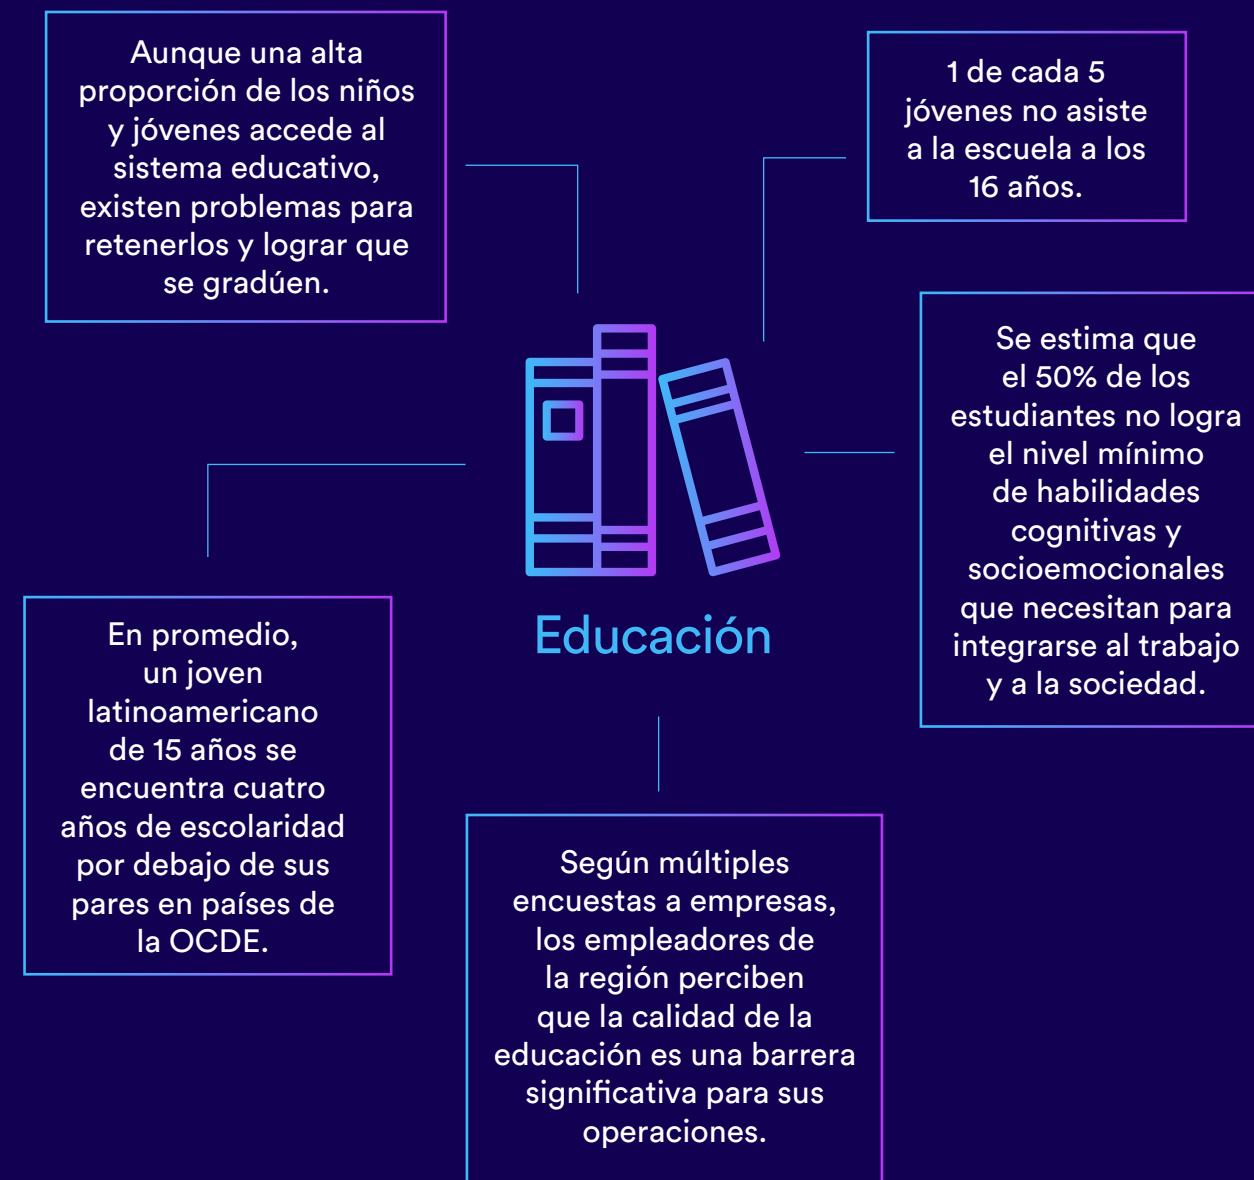 Aunque una alta
proporción de los niños
y jóvenes accede al
sistema educativo,
existen problemas para
retenerlos y lograr que
se gradúen.
1 de cada 5
jóvenes no asiste
a la escuela a los
16 años.
Se estima que
el 50% de los
estudiantes no logra
el nivel mínimo
de habilidades
cognitivas y
socioemocionales
que necesitan para
integrarse al trabajo
y a la sociedad.
Educación
En promedio,
un joven
latinoamericano
de 15 años se
encuentra cuatro
años de escolaridad
por debajo de sus
pares en países de
la OCDE.
Según múltiples
encuestas a empresas,
los empleadores de
la región perciben
que la calidad de la
educación es una barrera
significativa para sus
operaciones.